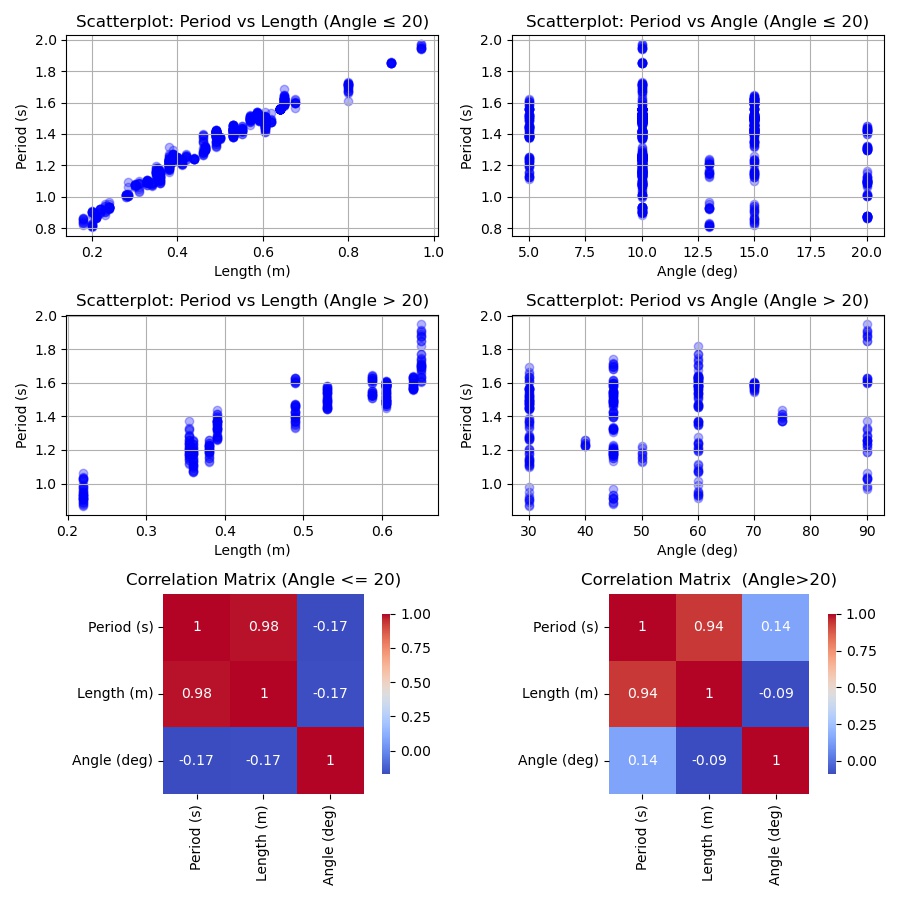 Scatterplot: Period vs Length (Angle ≤ 20)
Period (s)
2.0
1.8
1.6
1.4
1.2
1.0
0.8
0.2 0.4 0.6 0.8 1.0
Length (m)
Scatterplot: Period vs Angle (Angle ≤ 20)
Period (s)
2.0
1.8
1.6
1.4
1.2
1.0
0.8
5.0 7.5 10.0 12.5 15.0 17.5 20.0
Angle (deg)
Scatterplot: Period vs Length (Angle > 20)
Period (s)
2.0
1.8
1.6
1.4
1.2
1.0
0.2 0.3 0.4 0.5 0.6
Length (m)
Scatterplot: Period vs Angle (Angle > 20)
Period (s)
2.0
1.8
1.6
1.4
1.2
1.0
30 40 50 60 70 80 90
Angle (deg)
Correlation Matrix (Angle <= 20)
Period (s) 1 0.98 -0.17
Length (m) 0.98 1 -0.17
Angle (deg) -0.17 -0.17 1
Period (s)
Length (m)
Angle (deg)
1.00
0.75
0.50
0.25
0.00
Correlation Matrix  (Angle>20)
Period (s) 1 0.94 0.14
Length (m) 0.94 1 -0.09
Angle (deg) 0.14 -0.09 1
Period (s)
Length (m)
Angle (deg)
1.00
0.75
0.50
0.25
0.00